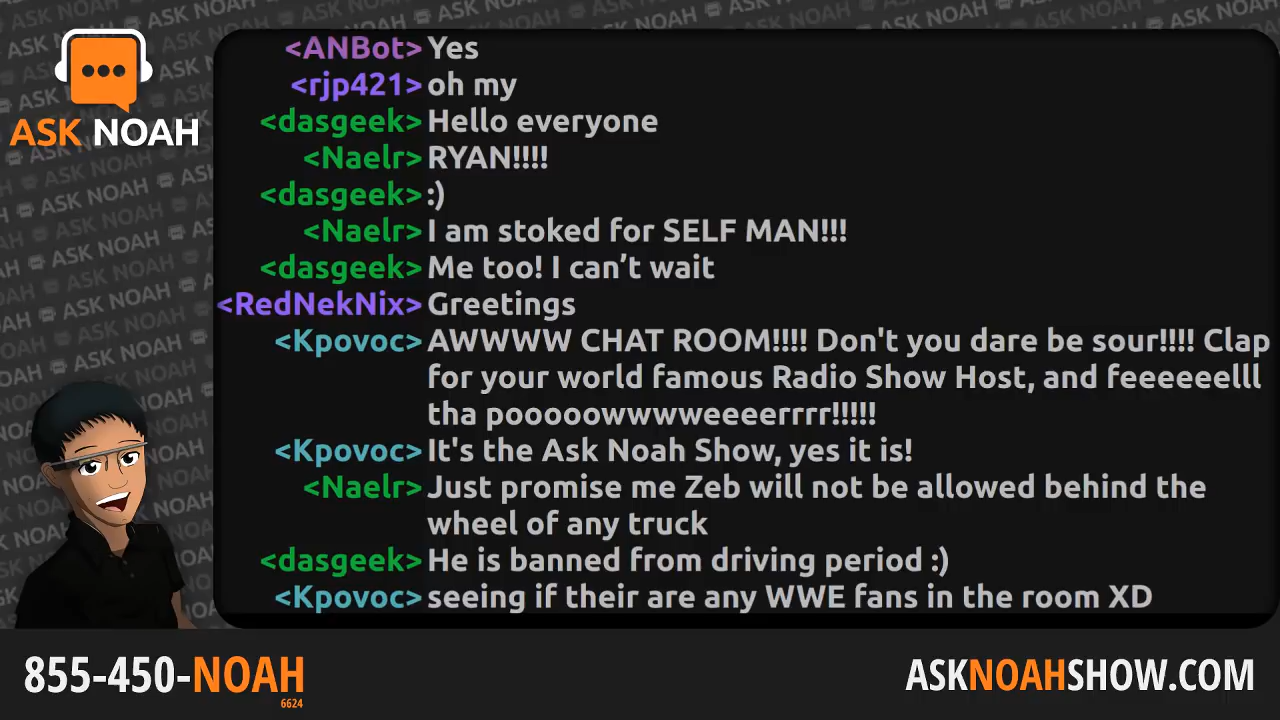 ASK NOAH
<ANBot> Yes
<rjp421> oh my
<dasgeek> Hello everyone
<Naelr> RYAN!!!!
<dasgeek> :)
<Naelr> I am stoked for SELF MAN!!!
<dasgeek> Me too! I can’t wait
<RedNekNix> Greetings
<Kpovoc> AWWWW CHAT ROOM!!!! Don't you dare be sour!!!! Clap
for your world famous Radio Show Host, and feeeeeelll
tha pooooowwwweeeerrrr!!!!!
<Kpovoc> It's the Ask Noah Show, yes it is!
<Naelr> Just promise me Zeb will not be allowed behind the
wheel of any truck
<dasgeek> He is banned from driving period :)
<Kpovoc> seeing if their are any WWE fans in the room XD
855-450-NOAH
6624
ASKNOAHSHOW.COM